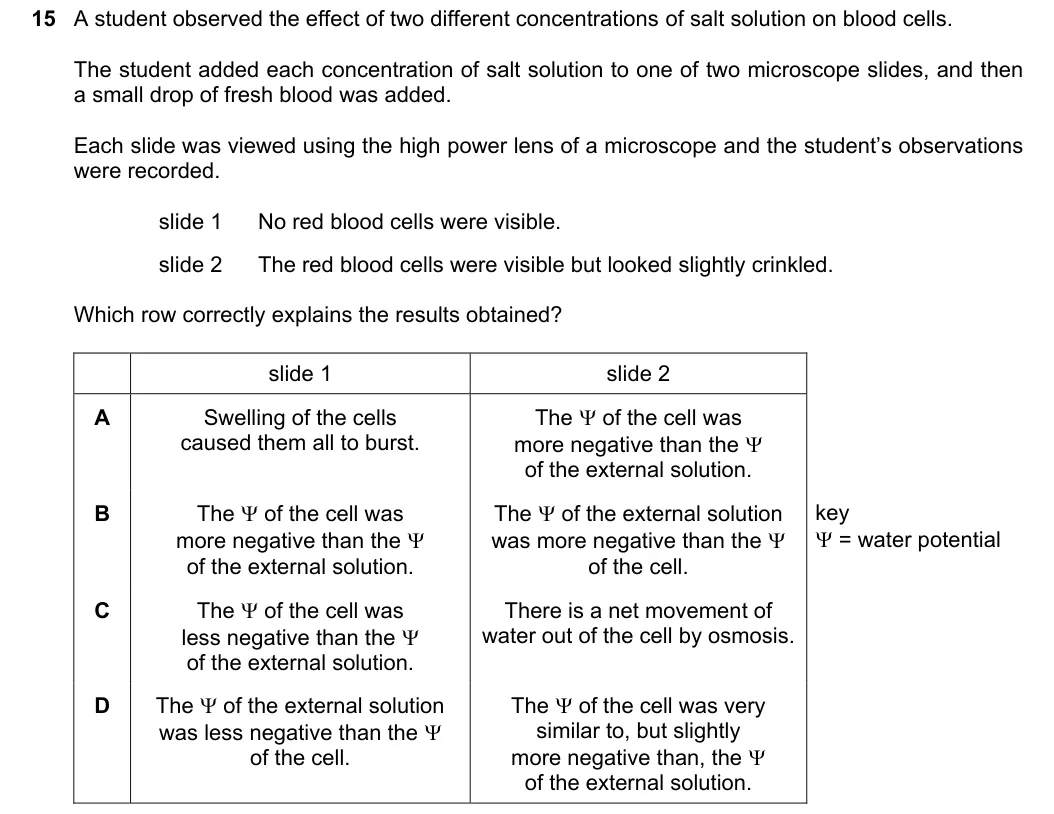 15 A student observed the effect of two different concentrations of salt solution on blood cells.
The student added each concentration of salt solution to one of two microscope slides, and then
a small drop of fresh blood was added.
Each slide was viewed using the high power lens of a microscope and the student's observations
were recorded.
slide 1 No red blood cells were visible.
slide 2 The red blood cells were visible but looked slightly crinkled.
Which row correctly explains the results obtained?
slide 1 slide 2
A
Swelling of the cells
caused them all to burst.
The Ψ of the cell was
more negative than the Ψ
of the external solution.
B
The Ψ of the cell was
more negative than the Ψ
of the external solution.
The Ψ of the external solution
was more negative than the Ψ
of the cell.
C
The Ψ of the cell was
less negative than the Ψ
of the external solution.
There is a net movement of
water out of the cell by osmosis.
D
The Ψ of the external solution
was less negative than the Ψ
of the cell.
The Ψ of the cell was very
similar to, but slightly
more negative than, the Ψ
of the external solution.
key
Ψ = water potential